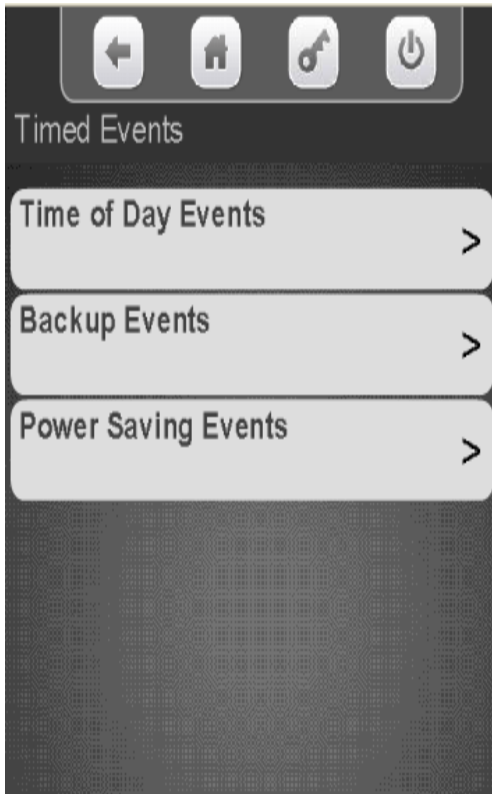 Timed Events
Time of Day Events
>
Backup Events
>
Power Saving Events
>